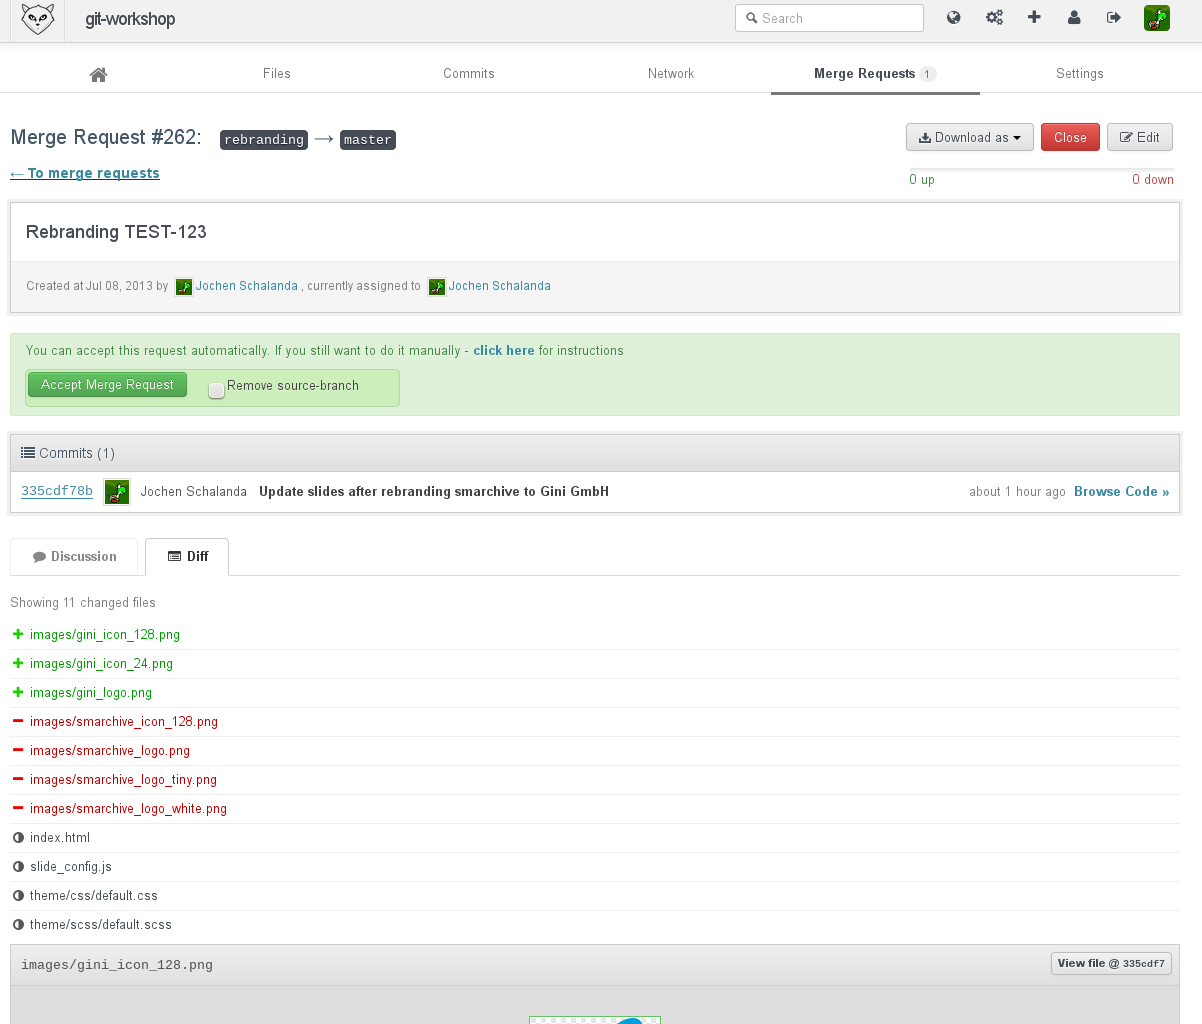 git-workshop
Search
Files Commits Network Merge Requests 1 Settings
Merge Request #262: rebranding → master
Download as Close Edit
← To merge requests
0 up 0 down
Rebranding TEST-123
Created at Jul 08, 2013 by Jochen Schalanda , currently assigned to Jochen Schalanda
You can accept this request automatically. If you still want to do it manually - click here for instructions
Accept Merge Request Remove source-branch
Commits (1)
335cdf78b Jochen Schalanda Update slides after rebranding smarchive to Gini GmbH about 1 hour ago Browse Code »
Discussion Diff
Showing 11 changed files
images/gini_icon_128.png
images/gini_icon_24.png
images/gini_logo.png
images/smarchive_icon_128.png
images/smarchive_logo.png
images/smarchive_logo_tiny.png
images/smarchive_logo_white.png
index.html
slide_config.js
theme/css/default.css
theme/scss/default.scss
images/gini_icon_128.png View file @ 335cdf7